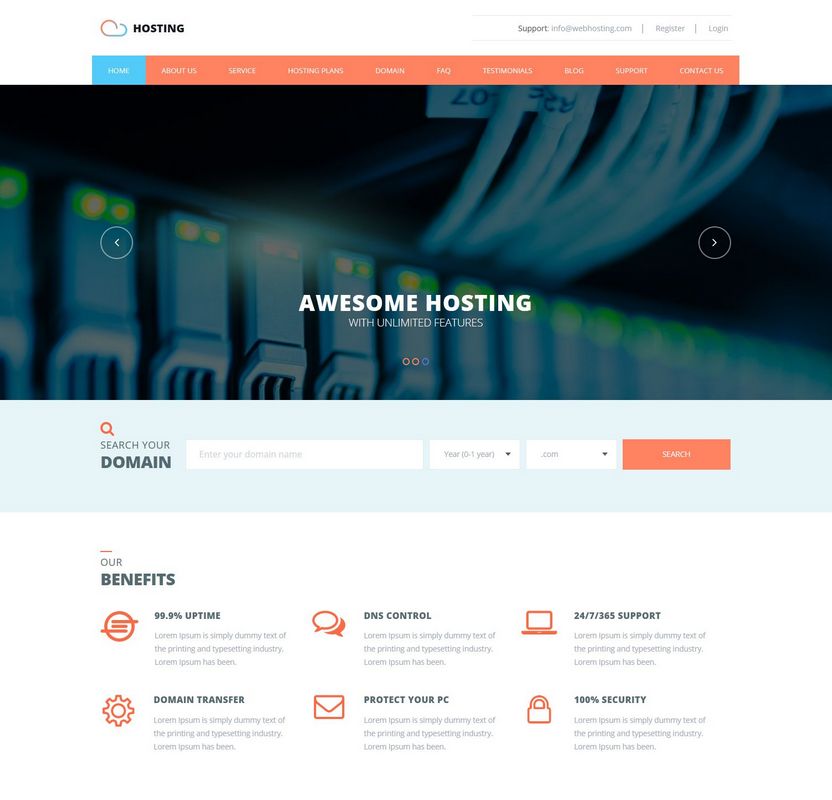 HOSTING
Support: info@webhosting.com | Register | Login
HOME ABOUT US SERVICE HOSTING PLANS DOMAIN FAQ TESTIMONIALS BLOG SUPPORT CONTACT US
AWESOME HOSTING
WITH UNLIMITED FEATURES
SEARCH YOUR
DOMAIN
Enter your domain name
Year (0-1 year)
.com
SEARCH
OUR
BENEFITS
99.9% UPTIME
Lorem Ipsum is simply dummy text of
the printing and typesetting industry.
Lorem Ipsum has been.
DNS CONTROL
Lorem Ipsum is simply dummy text of
the printing and typesetting industry.
Lorem Ipsum has been.
24/7/365 SUPPORT
Lorem Ipsum is simply dummy text of
the printing and typesetting industry.
Lorem Ipsum has been.
DOMAIN TRANSFER
Lorem Ipsum is simply dummy text of
the printing and typesetting industry.
Lorem Ipsum has been.
PROTECT YOUR PC
Lorem Ipsum is simply dummy text of
the printing and typesetting industry.
Lorem Ipsum has been.
100% SECURITY
Lorem Ipsum is simply dummy text of
the printing and typesetting industry.
Lorem Ipsum has been.